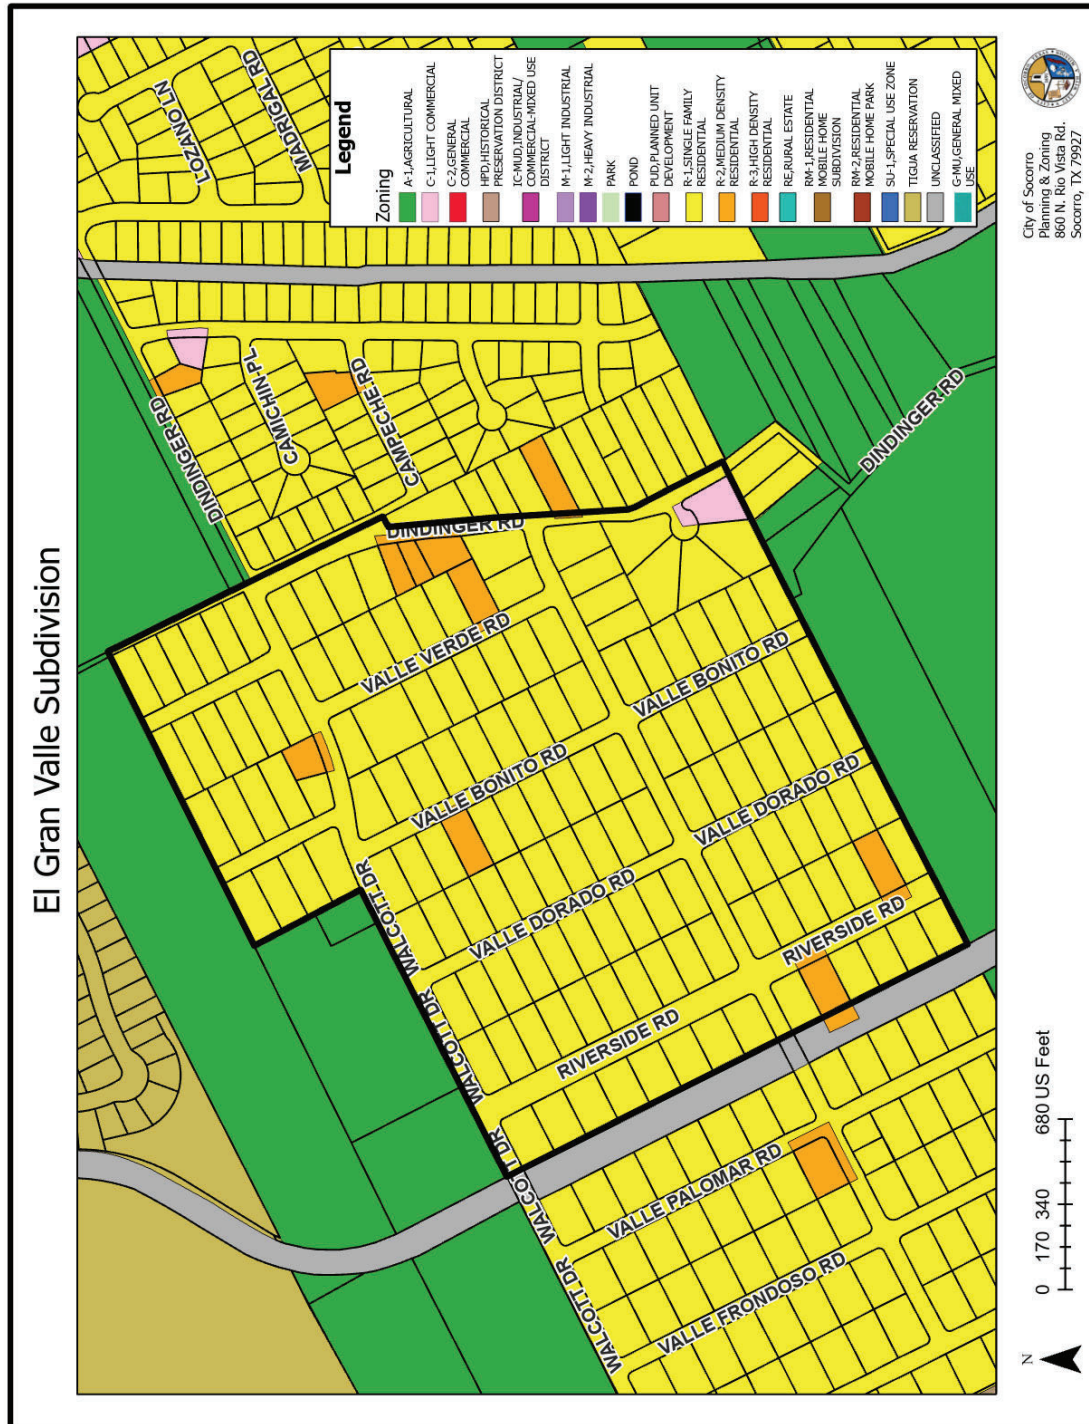 El Gran Valle Subdivision
LOZANO LN
MADRIGAL RD
DINDINGER RD
CAMICHIN PL
CAMPECHE RD
DINDINGER RD
DINDINGER RD
VALLE VERDE RD
VALLE BONITO RD
VALLE BONITO RD
VALLE DORADO RD
VALLE DORADO RD
RIVERSIDE RD
RIVERSIDE RD
WALCOTT DR
WALCOTT DR
WALCOTT DR
WALCOTT DR
WALCOTT DR
VALLE PALOMAR RD
VALLE FRONDOSO RD
Legend
Zoning
A-1,AGRICULTURAL
C-1,LIGHT COMMERCIAL
C-2,GENERAL
COMMERCIAL
HPD,HISTORICAL
PRESERVATION DISTRICT
IC-MUD,INDUSTRIAL/
COMMERCIAL-MIXED USE
DISTRICT
M-1,LIGHT INDUSTRIAL
M-2,HEAVY INDUSTRIAL
PARK
POND
PUD,PLANNED UNIT
DEVELOPMENT
R-1,SINGLE FAMILY
RESIDENTIAL
R-2,MEDIUM DENSITY
RESIDENTIAL
R-3,HIGH DENSITY
RESIDENTIAL
RE,RURAL ESTATE
RM-1,RESIDENTIAL
MOBILE HOME
SUBDIVISION
RM-2,RESIDENTIAL
MOBILE HOME PARK
SU-1,SPECIAL USE ZONE
TIGUA RESERVATION
UNCLASSIFIED
G-MU,GENERAL MIXED
USE
N
0 170 340 680 US Feet
City of Socorro
Planning & Zoning
860 N. Rio Vista Rd.
Socorro, TX 79927